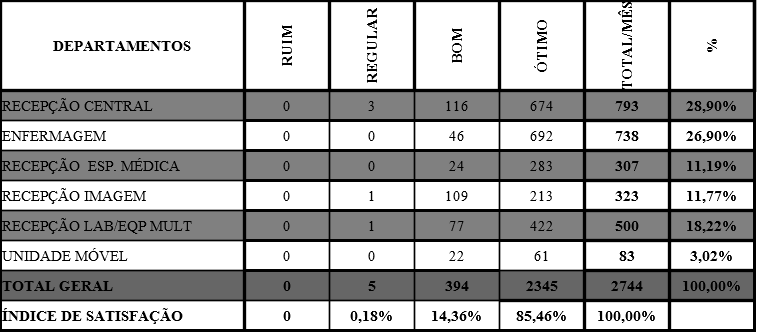 DEPARTAMENTOS RUIM REGULAR BOM ÓTIMO TOTAL/MÊS %
RECEPÇÃO CENTRAL 0 3 116 674 793 28,90%
ENFERMAGEM 0 0 46 692 738 26,90%
RECEPÇÃO ESP. MÉDICA 0 0 24 283 307 11,19%
RECEPÇÃO IMAGEM 0 1 109 213 323 11,77%
RECEPÇÃO LAB/EQP MULT 0 1 77 422 500 18,22%
UNIDADE MÓVEL 0 0 22 61 83 3,02%
TOTAL GERAL 0 5 394 2345 2744 100,00%
ÍNDICE DE SATISFAÇÃO 0 0,18% 14,36% 85,46% 100,00%